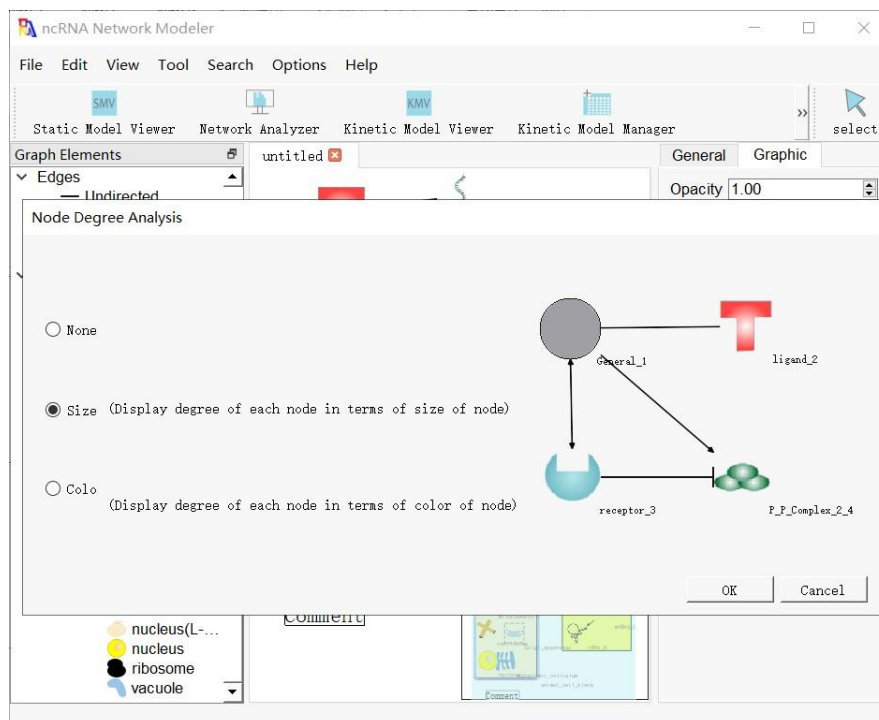 ncRNA Network Modeler
File Edit View Tool Search Options Help
SMV KMV
Static Model Viewer Network Analyzer Kinetic Model Viewer Kinetic Model Manager select
Graph Elements untitled General Graphic
Edges
Undirected
Opacity 1.00
Node Degree Analysis
None
General_1 ligand_2
Size (Display degree of each node in terms of size of node)
Colo
(Display degree of each node in terms of color of node)
receptor_3 P_P_Complex_2_4
OK Cancel
Comment
nucleus(L-...
nucleus
ribosome
vacuole
Comment